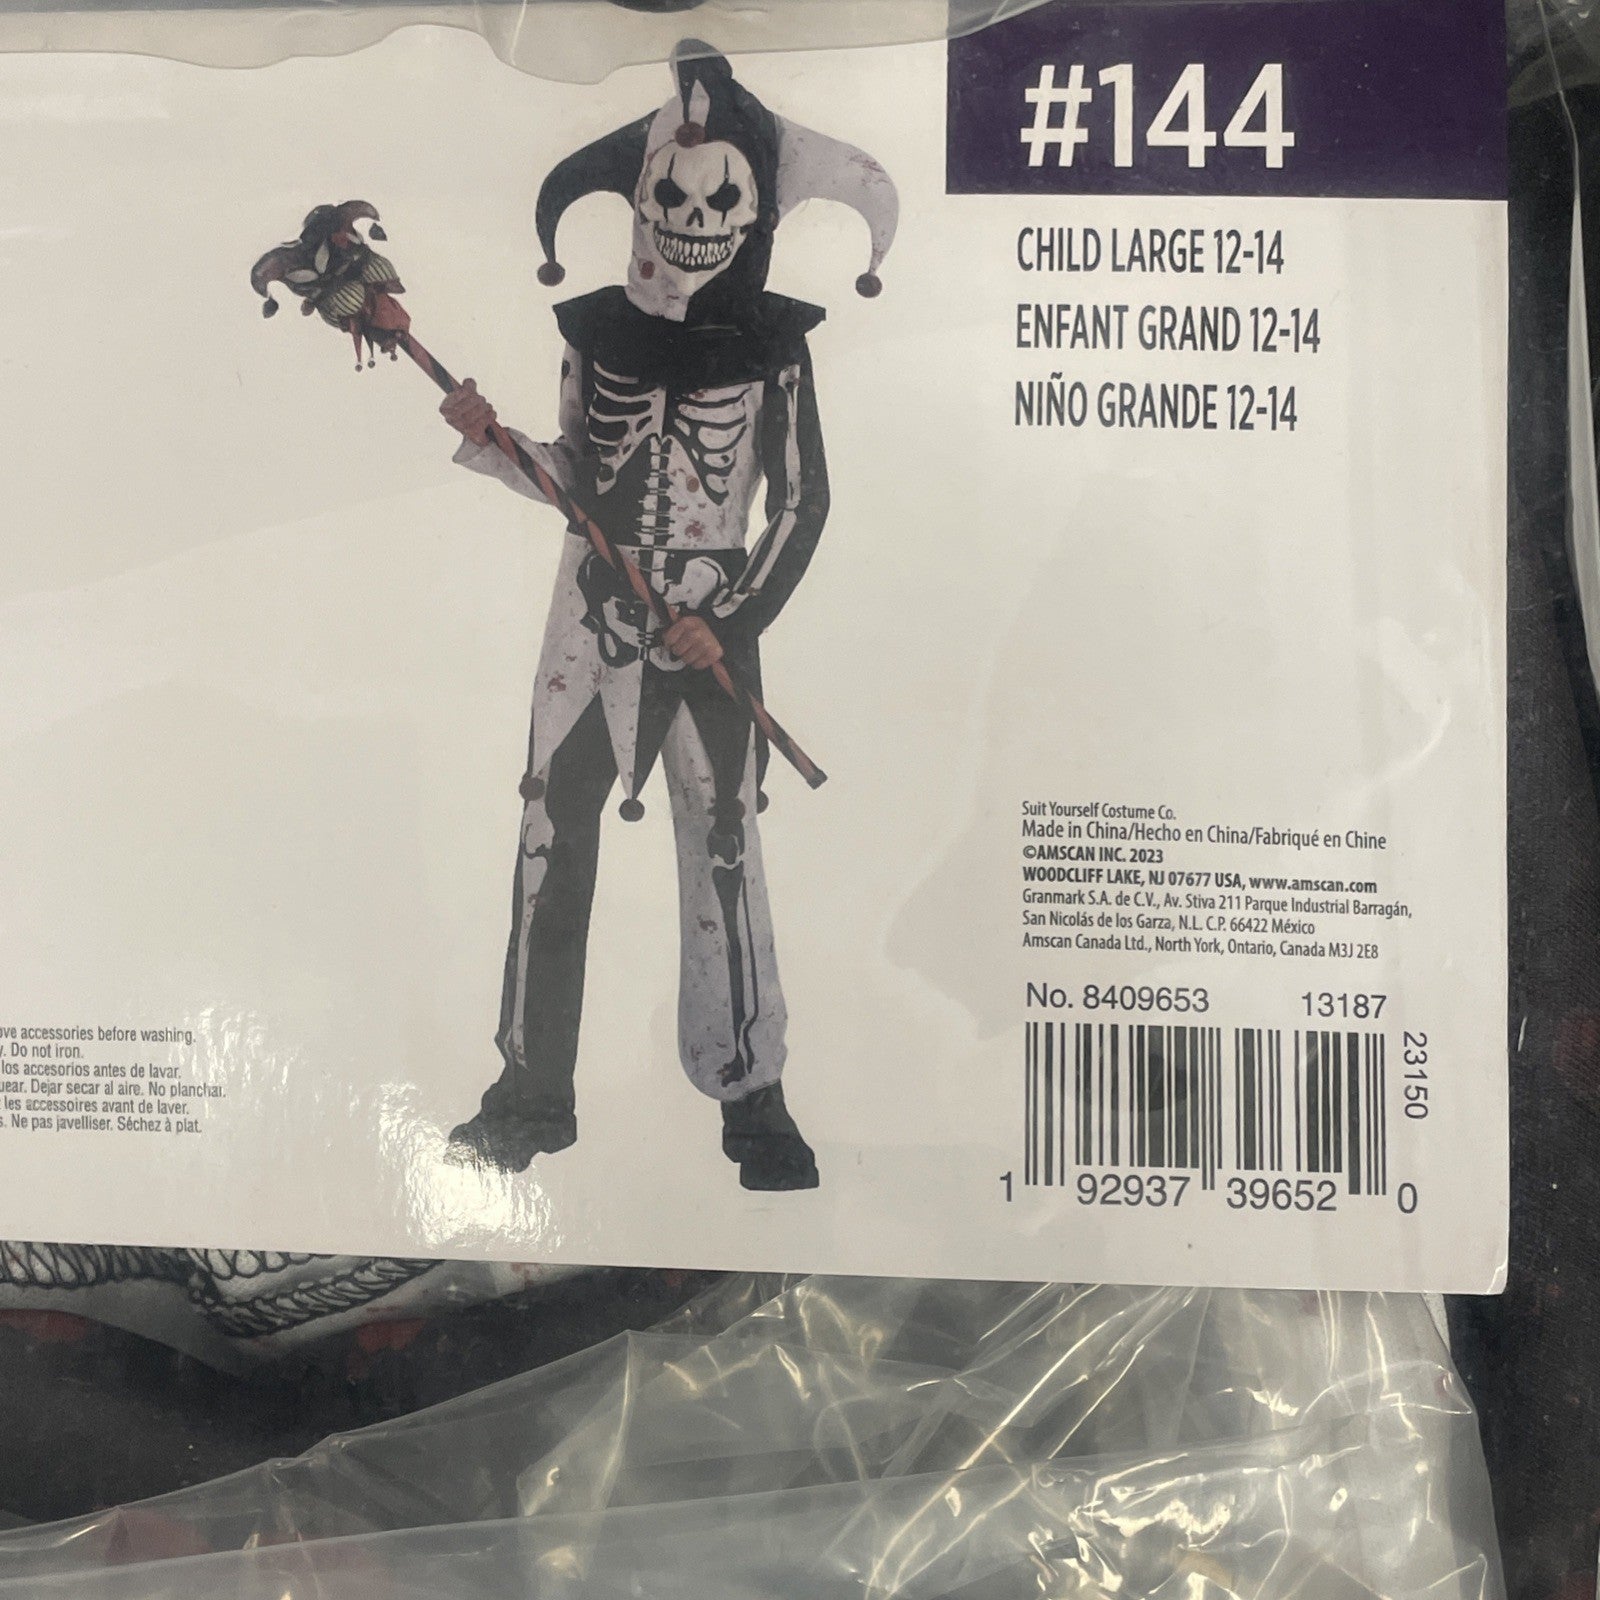 #144
CHILD LARGE 12-14
ENFANT GRAND 12-14
NIÑO GRANDE 12-14
Suit Yourself Costume Co.
Made in China/Hecho en China/Fabriqué en Chine
©AMSCAN INC. 2023
WOODCLIFF LAKE, NJ 07677 USA, www.amscan.com
Granmark S.A. de C.V., Av. Stiva 211 Parque Industrial Barragán,
San Nicolás de los Garza, N.L. C.P. 66422 México
Amscan Canada Ltd., North York, Ontario, Canada M3J 2E8
No. 8409653 13187
23150
1 92937 39652 0
accessories before washing.
Do not iron.
los accesorios antes de lavar.
Dejar secar al aire. No planchar.
les accessoires avant de laver.
Ne pas javelliser. Séchez à plat.